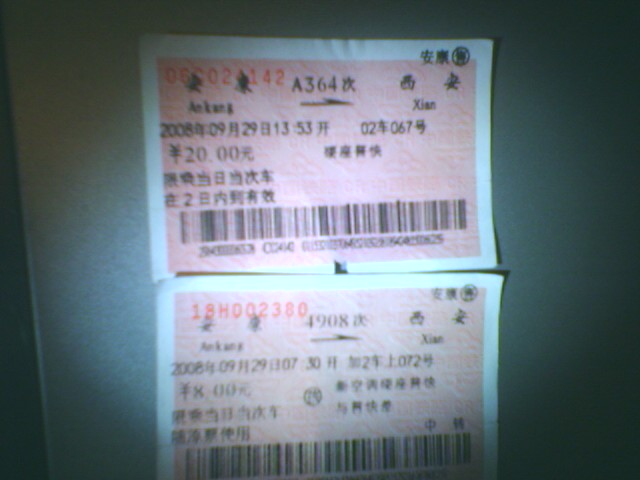 安康 售
安 康 A364次 西 安
Ankang Xian
2008年09月29日13:53开 02车067号
￥20.00元 硬座普快
限乘当日当次车
在2日内到有效
安康 售
18H002380
安 康 4908次 西 安
Ankang Xian
2008年09月29日07:30开 加2车上072号
￥8.00元 新空调硬座普快
限乘当日当次车 与普快差
随原票使用 中 转